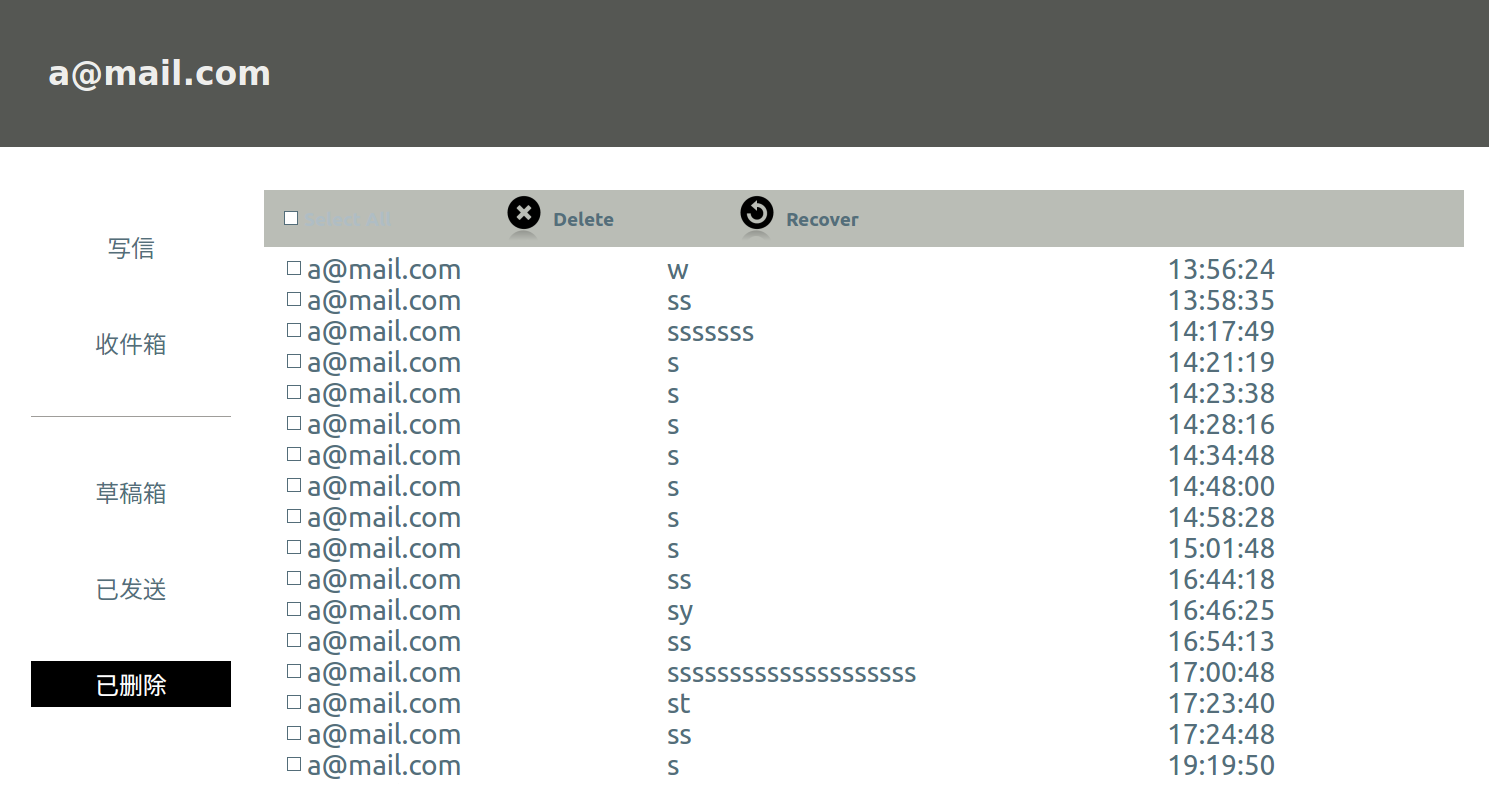 a@mail.com
写信
收件箱
草稿箱
已发送
已删除
Delete Recover
a@mail.com w 13:56:24
a@mail.com ss 13:58:35
a@mail.com sssssss 14:17:49
a@mail.com s 14:21:19
a@mail.com s 14:23:38
a@mail.com s 14:28:16
a@mail.com s 14:34:48
a@mail.com s 14:48:00
a@mail.com s 14:58:28
a@mail.com s 15:01:48
a@mail.com ss 16:44:18
a@mail.com sy 16:46:25
a@mail.com ss 16:54:13
a@mail.com ssssssssssssssssssss 17:00:48
a@mail.com st 17:23:40
a@mail.com ss 17:24:48
a@mail.com s 19:19:50